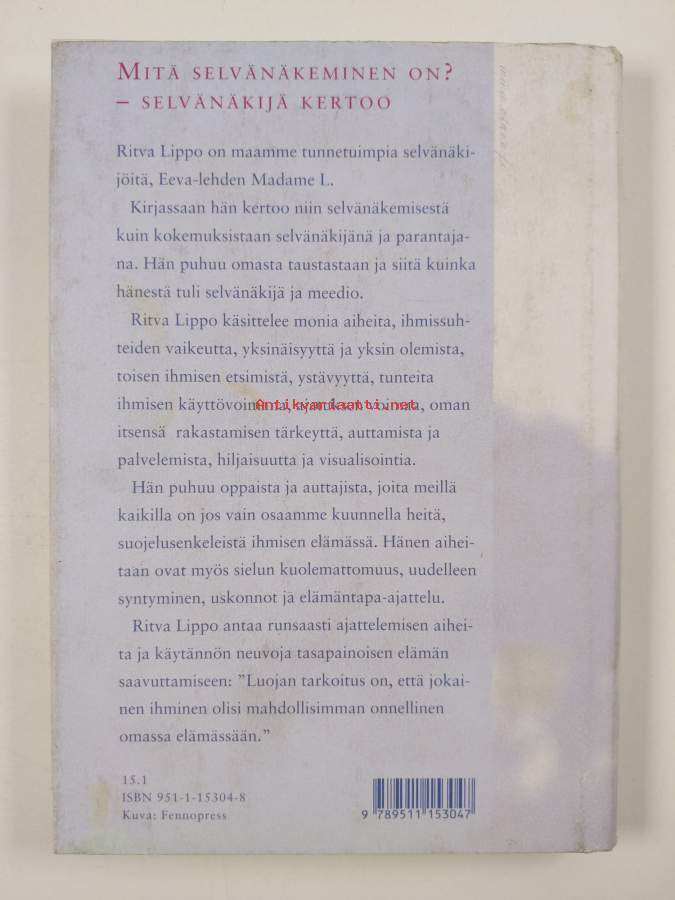 MITÄ SELVÄNÄKEMINEN ON?
– SELVÄNÄKIJÄ KERTOO
Ritva Lippo on maamme tunnetuimpia selvänäki-
jöitä, Eeva-lehden Madame L.
Kirjassaan hän kertoo niin selvänäkemisestä
kuin kokemuksistaan selvänäkijänä ja parantaja-
na. Hän puhuu omasta taustastaan ja siitä kuinka
hänestä tuli selvänäkijä ja meedio.
Ritva Lippo käsittelee monia aiheita, ihmissuh-
teiden vaikeutta, yksinäisyyttä ja yksin olemista,
toisen ihmisen etsimistä, ystävyyttä, tunteita
ihmisen käyttövoimana, oman
Antikvariaatti.net
itsensä rakastamisen tärkeyttä, auttamista ja
palvelemista, hiljaisuutta ja visualisointia.
Hän puhuu oppaista ja auttajista, joita meillä
kaikilla on jos vain osaamme kuunnella heitä,
suojelusenkeleistä ihmisen elämässä. Hänen aihei-
taan ovat myös sielun kuolemattomuus, uudelleen
syntyminen, uskonnot ja elämäntapa-ajattelu.
Ritva Lippo antaa runsaasti ajattelemisen aihei-
ta ja käytännön neuvoja tasapainoisen elämän
saavuttamiseen: ”Luojan tarkoitus on, että jokai-
nen ihminen olisi mahdollisimman onnellinen
omassa elämässään.”
15.1
ISBN 951-1-15304-8
Kuva: Fennopress
9 789511 153047